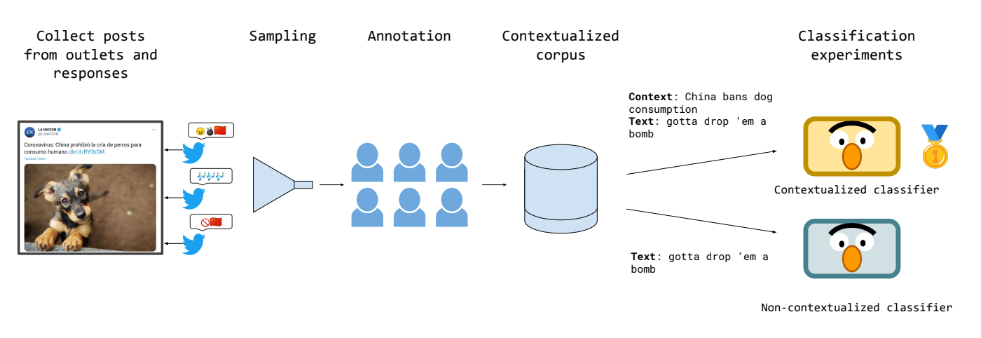 Collect posts
from outlets and
responses
Sampling
Annotation
Contextualized
corpus
Classification
experiments
LA NACION
@LANACION
Coronavirus: China prohibió la cría de perros para
consumo humano
Context: China bans dog
consumption
Text: gotta drop 'em a
bomb
1
Contextualized classifier
Text: gotta drop 'em a
bomb
Non-contextualized classifier